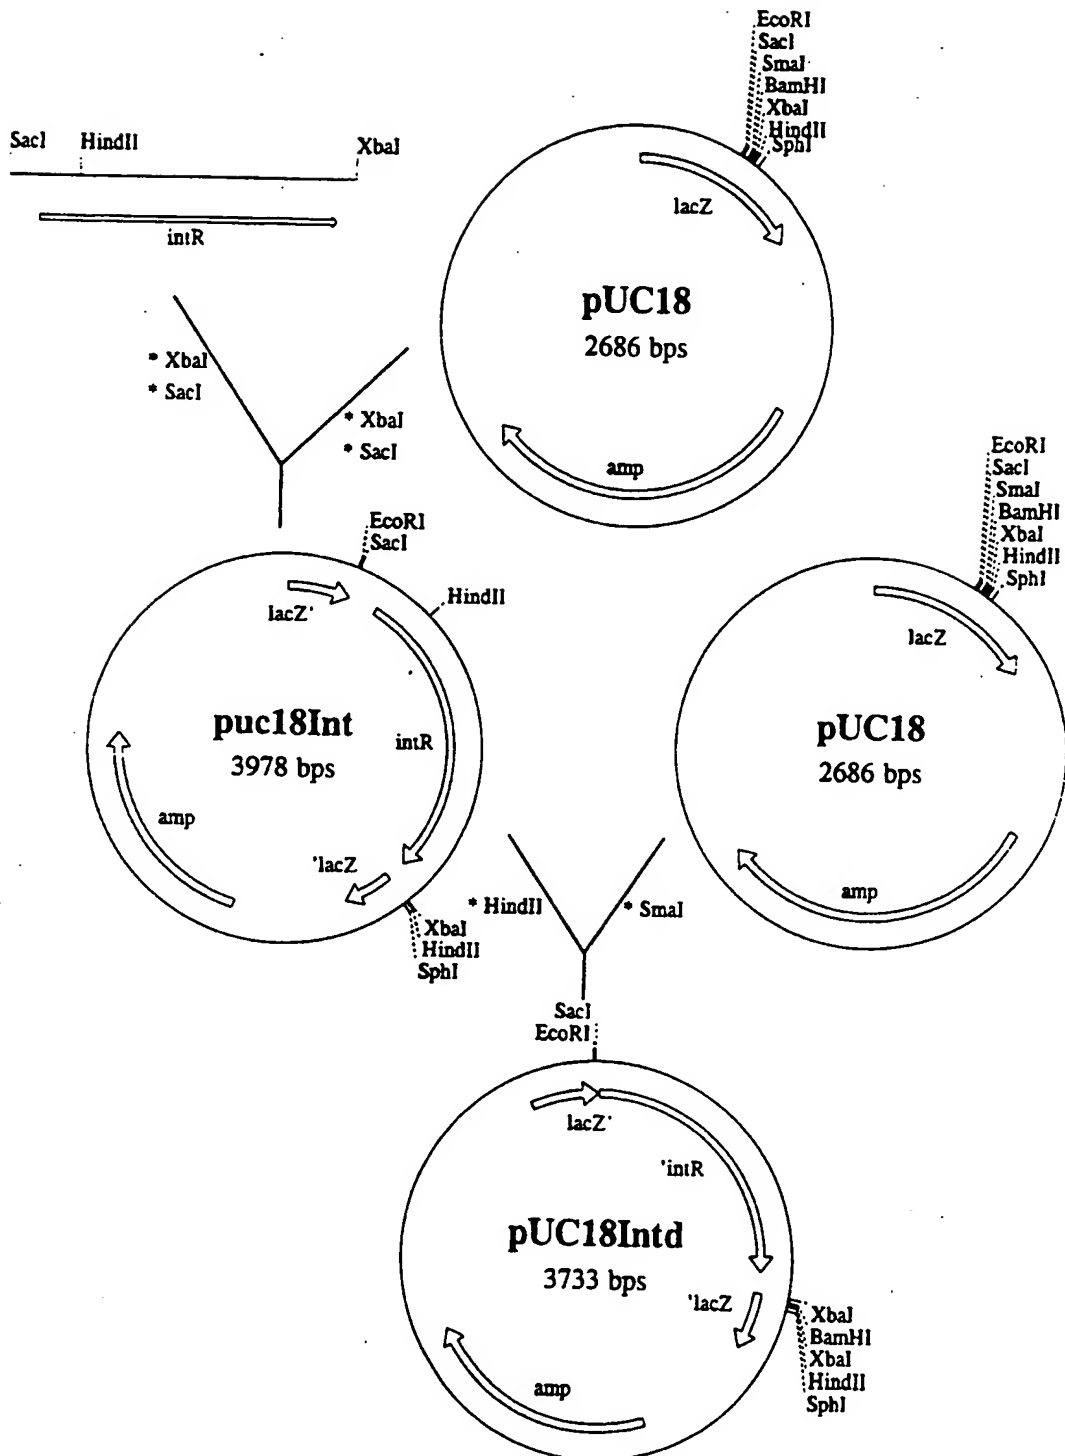 EcoRI
SacI
SmaI
BamHI
XbaI
HindII
SphI
SacI HindII XbaI
intR
lacZ
pUC18
2686 bps
amp
* XbaI
* SacI
* XbaI
* SacI
EcoRI
SacI
HindII
lacZ'
puc18Int
3978 bps
intR
amp
'lacZ
XbaI
HindII
SphI
EcoRI
SacI
SmaI
BamHI
XbaI
HindII
SphI
lacZ
pUC18
2686 bps
amp
* HindII
* SmaI
SacI
EcoRI
lacZ'
'intR
pUC18Intd
3733 bps
'lacZ
amp
XbaI
BamHI
XbaI
HindII
SphI